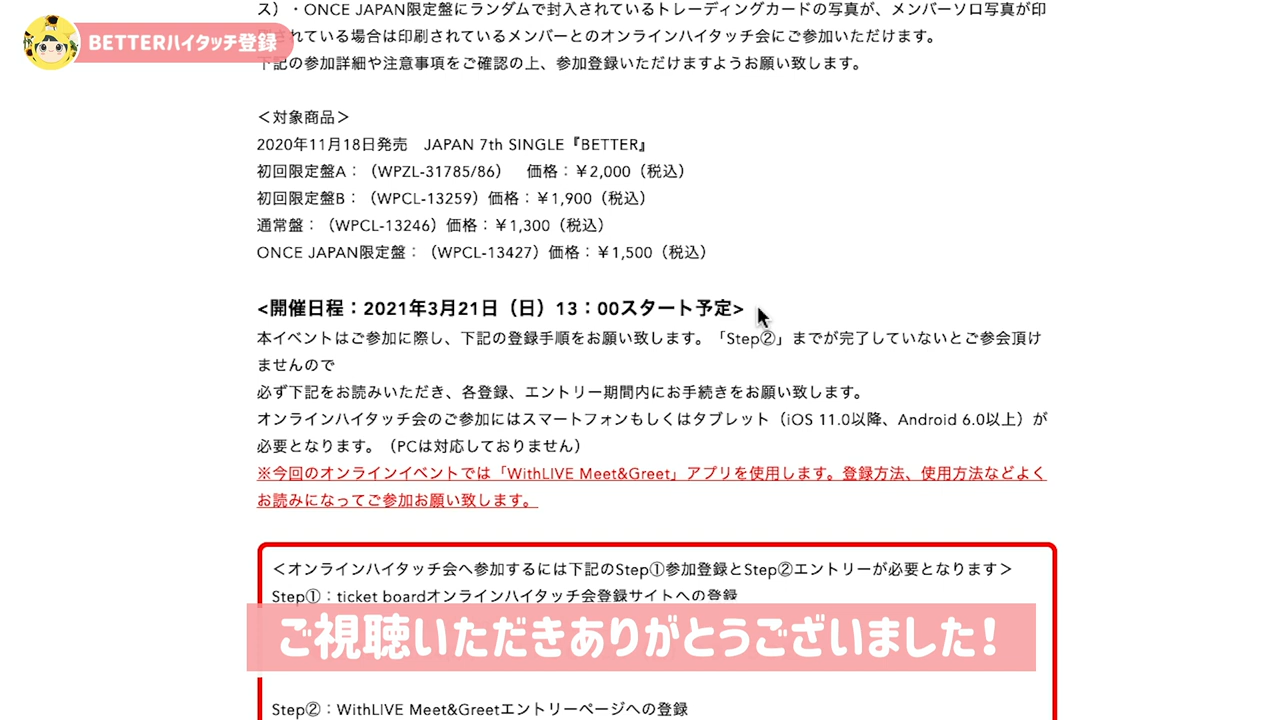 ス）・ONCE JAPAN限定盤にランダムで封入されているトレーディングカードの写真が、メンバーソロ写真が印
BETTERハイタッチ登録
されている場合は印刷されているメンバーとのオンラインハイタッチ会にご参加いただけます。
下記の参加詳細や注意事項をご確認の上、参加登録いただけますようお願い致します。
＜対象商品＞
2020年11月18日発売　JAPAN 7th SINGLE『BETTER』
初回限定盤A：（WPZL-31785/86）　価格：￥2,000（税込）
初回限定盤B：（WPCL-13259）価格：￥1,900（税込）
通常盤：（WPCL-13246）価格：￥1,300（税込）
ONCE JAPAN限定盤：（WPCL-13427）価格：￥1,500（税込）
<開催日程：2021年3月21日（日）13：00スタート予定>
本イベントはご参加に際し、下記の登録手順をお願い致します。「Step②」までが完了していないとご参会頂け
ませんので
必ず下記をお読みいただき、各登録、エントリー期間内にお手続きをお願い致します。
オンラインハイタッチ会のご参加にはスマートフォンもしくはタブレット（iOS 11.0以降、Android 6.0以上）が
必要となります。（PCは対応しておりません）
※今回のオンラインイベントでは「WithLIVE Meet&Greet」アプリを使用します。登録方法、使用方法などよく
お読みになってご参加お願い致します。
＜オンラインハイタッチ会へ参加するには下記のStep①参加登録とStep②エントリーが必要となります＞
Step①：ticket boardオンラインハイタッチ会登録サイトへの登録
ご視聴いただきありがとうございました！
Step②：WithLIVE Meet&Greetエントリーページへの登録